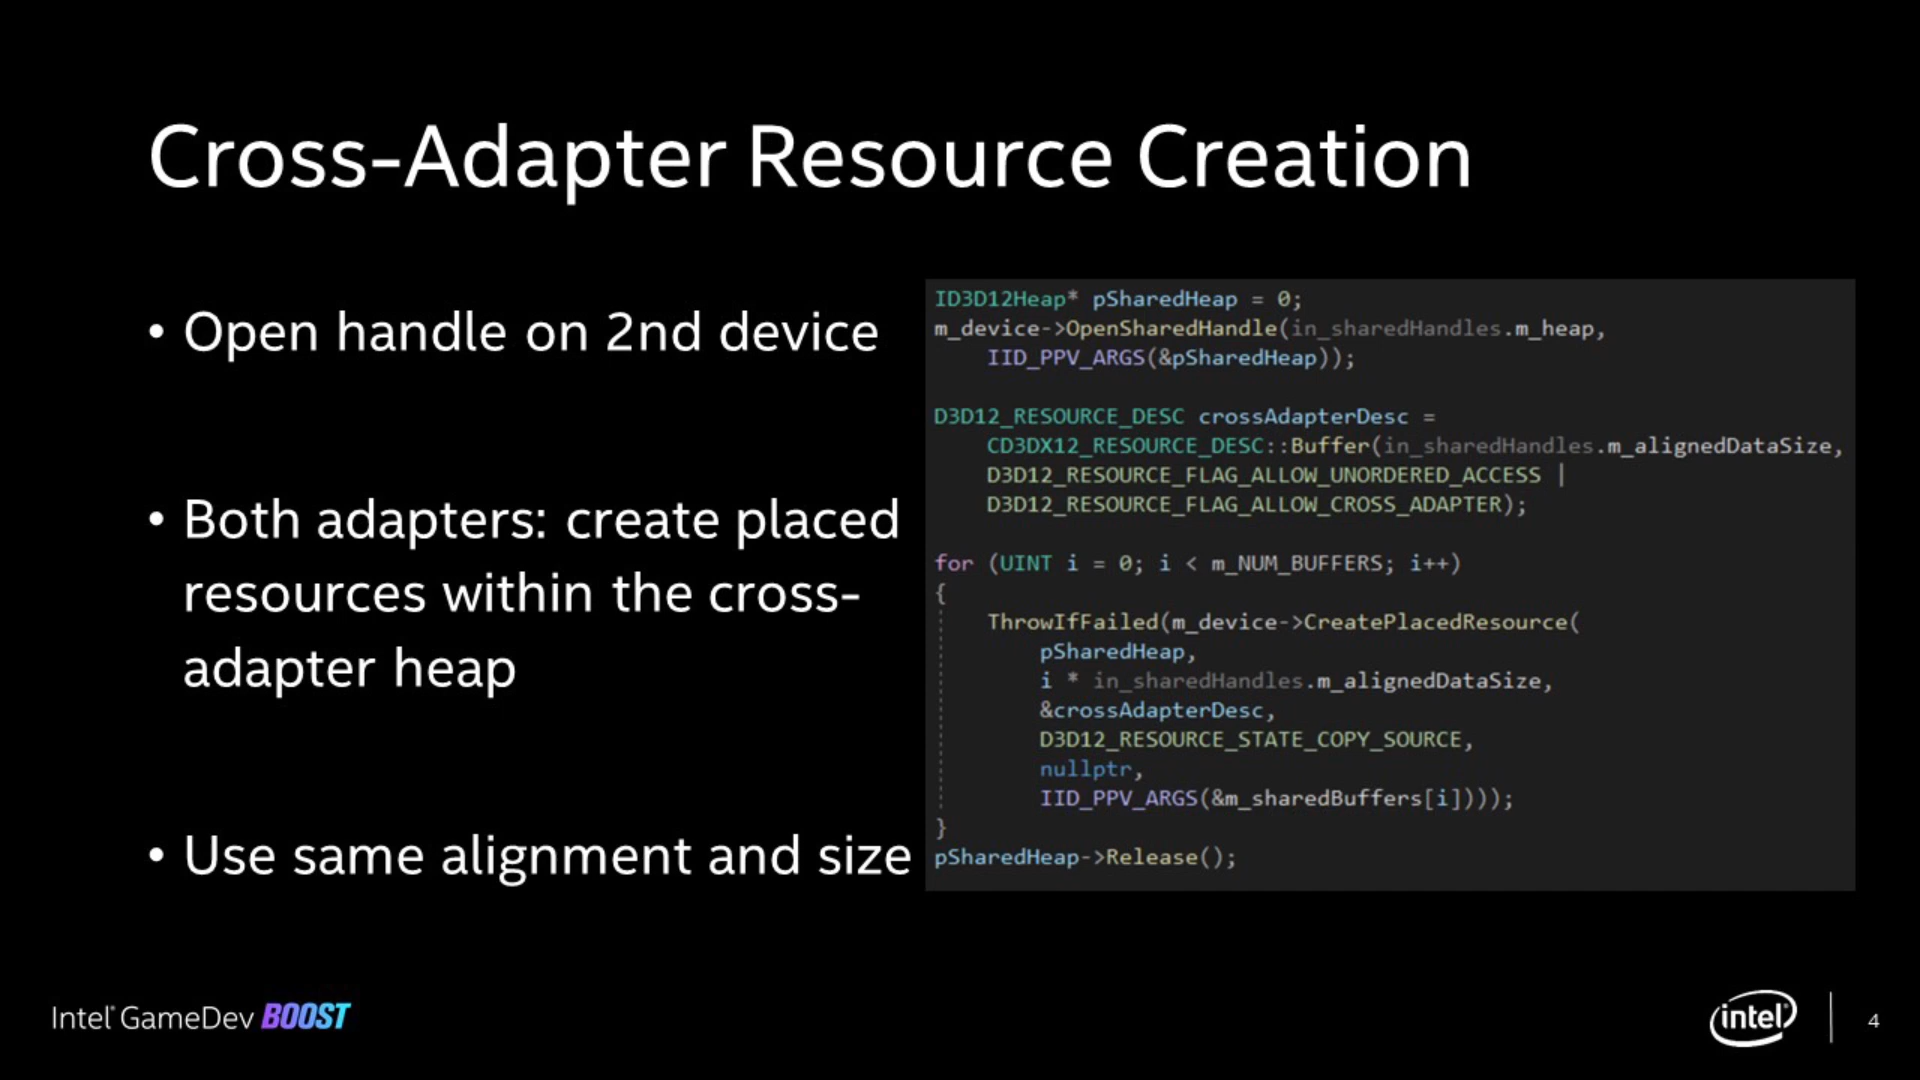 Cross-Adapter Resource Creation
• Open handle on 2nd device
• Both adapters: create placed
resources within the cross-
adapter heap
• Use same alignment and size
ID3D12Heap* pSharedHeap = 0;
m_device->OpenSharedHandle(in_sharedHandles.m_heap,
    IID_PPV_ARGS(&pSharedHeap));
D3D12_RESOURCE_DESC crossAdapterDesc =
    CD3DX12_RESOURCE_DESC::Buffer(in_sharedHandles.m_alignedDataSize,
    D3D12_RESOURCE_FLAG_ALLOW_UNORDERED_ACCESS |
    D3D12_RESOURCE_FLAG_ALLOW_CROSS_ADAPTER);
for (UINT i = 0; i < m_NUM_BUFFERS; i++)
{
    ThrowIfFailed(m_device->CreatePlacedResource(
        pSharedHeap,
        i * in_sharedHandles.m_alignedDataSize,
        &crossAdapterDesc,
        D3D12_RESOURCE_STATE_COPY_SOURCE,
        nullptr,
        IID_PPV_ARGS(&m_sharedBuffers[i])));
}
pSharedHeap->Release();
Intel® GameDev BOOST
intel®
4